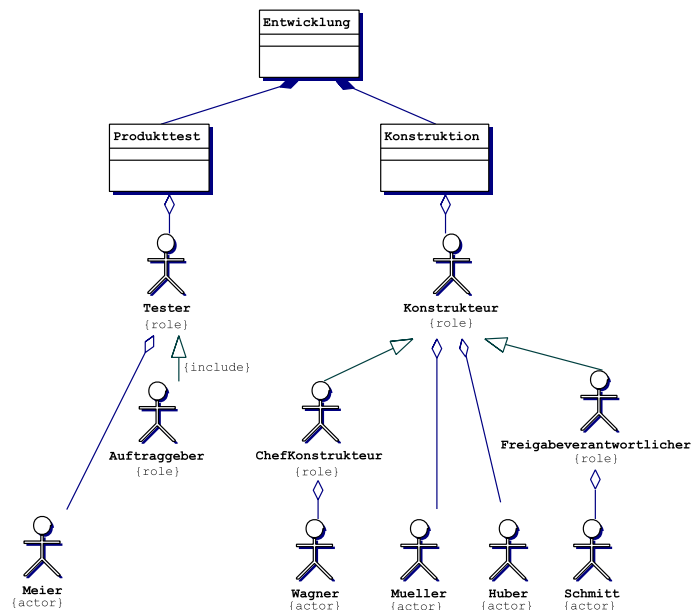 Entwicklung
Produkttest
Konstruktion
Tester
{role}
Konstrukteur
{role}
{include}
Auftraggeber
{role}
ChefKonstrukteur
{role}
Freigabeverantwortlicher
{role}
Meier
{actor}
Wagner
{actor}
Mueller
{actor}
Huber
{actor}
Schmitt
{actor}